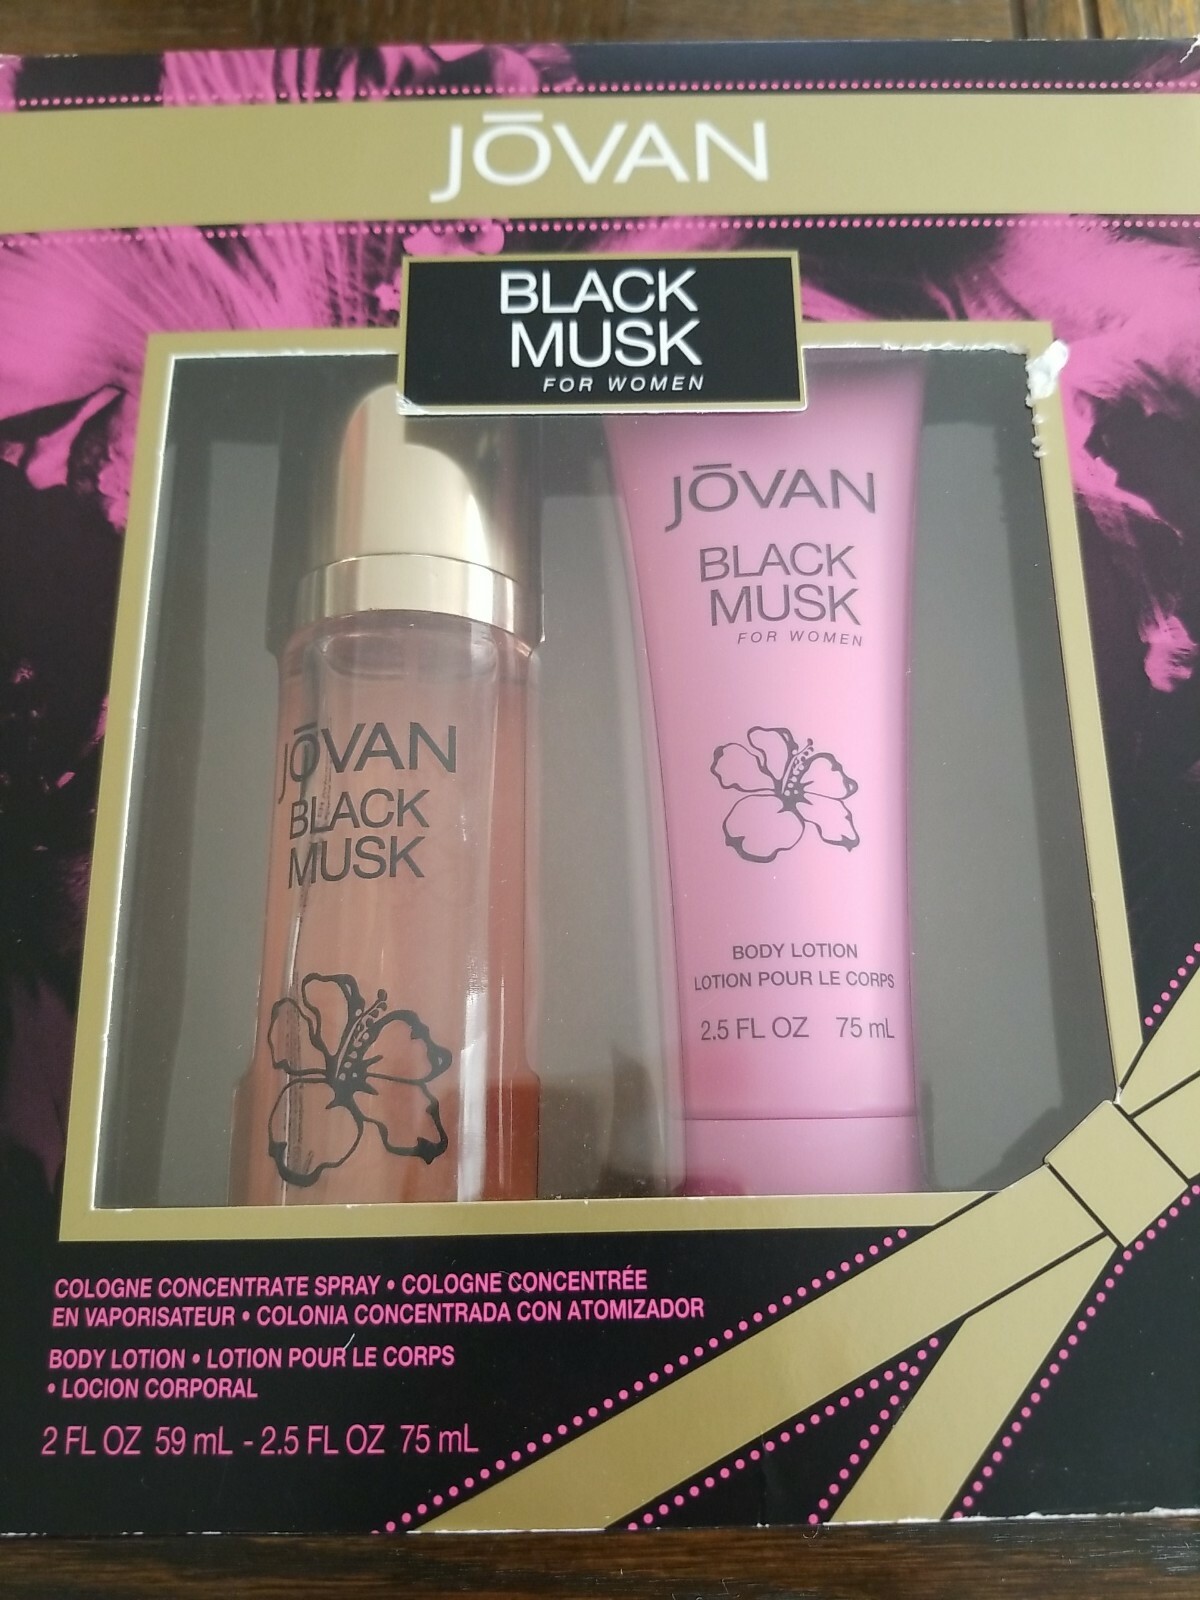 JŌVAN
BLACK
MUSK
FOR WOMEN
JŌVAN
BLACK
MUSK
JŌVAN
BLACK
MUSK
FOR WOMEN
BODY LOTION
LOTION POUR LE CORPS
2.5 FL OZ 75 mL
COLOGNE CONCENTRATE SPRAY • COLOGNE CONCENTRÉE
EN VAPORISATEUR • COLONIA CONCENTRADA CON ATOMIZADOR
BODY LOTION • LOTION POUR LE CORPS
• LOCION CORPORAL
2 FL OZ 59 mL - 2.5 FL OZ 75 mL